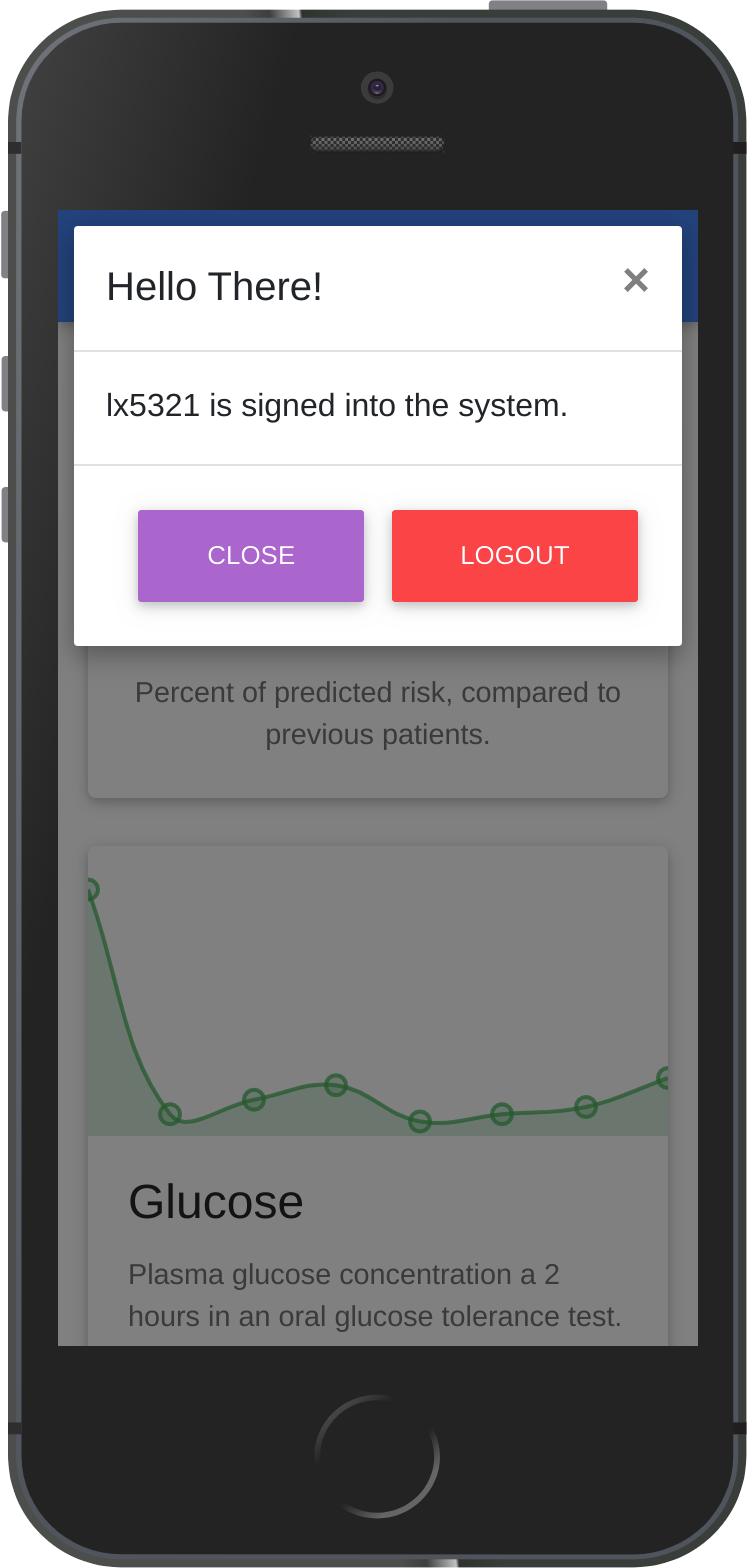 Hello There!
×
lx5321 is signed into the system.
CLOSE
LOGOUT
Percent of predicted risk, compared to
previous patients.
Glucose
Plasma glucose concentration a 2
hours in an oral glucose tolerance test.